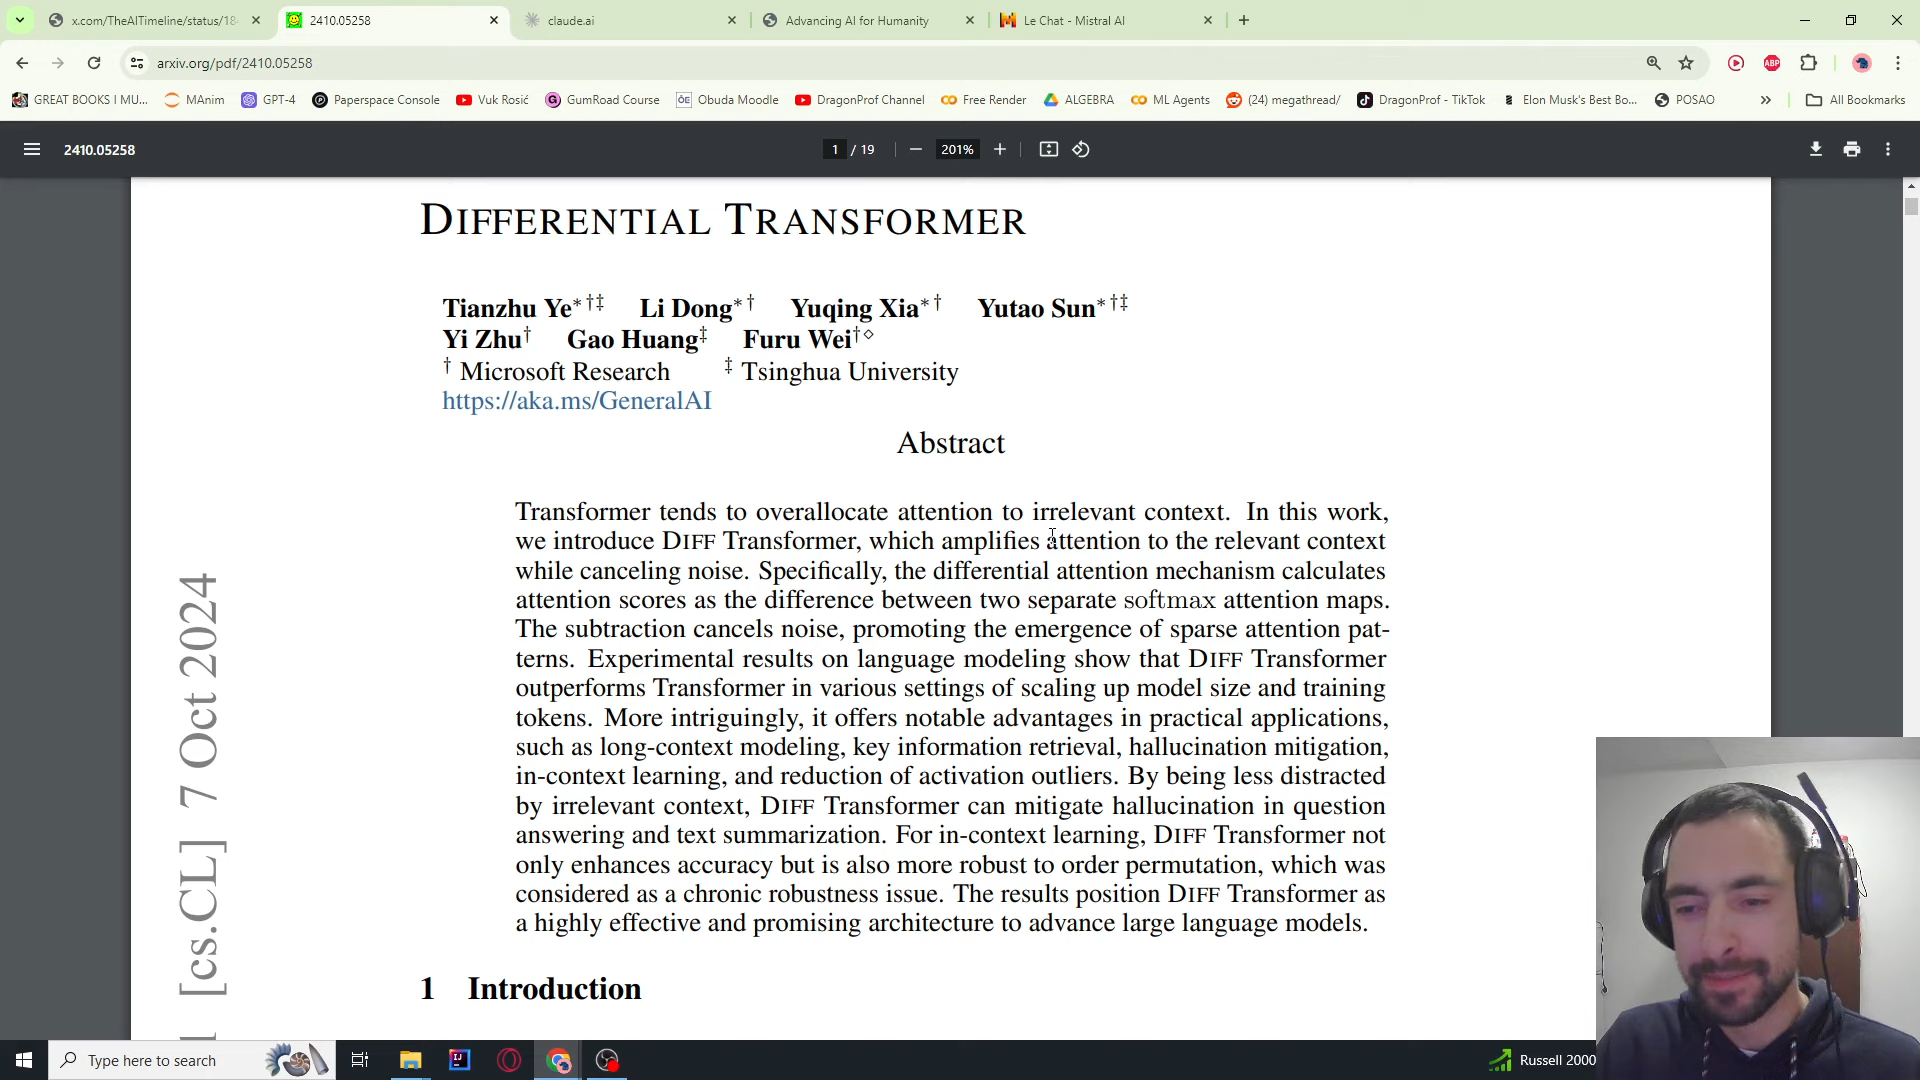 x.com/TheAITimeline/status/18
2410.05258
claude.ai
Advancing AI for Humanity
Le Chat - Mistral AI
arxiv.org/pdf/2410.05258
GREAT BOOKS I MU...
MAnim
GPT-4
Paperspace Console
Vuk Rosić
GumRoad Course
Obuda Moodle
DragonProf Channel
Free Render
ALGEBRA
ML Agents
(24) megathread/
DragonProf - TikTok
Elon Musk's Best Bo...
POSAO
All Bookmarks
2410.05258
1 / 19
201%
DIFFERENTIAL TRANSFORMER
Tianzhu Ye*†‡ Li Dong*† Yuqing Xia*† Yutao Sun*†‡
Yi Zhu† Gao Huang‡ Furu Wei†⋄
† Microsoft Research ‡ Tsinghua University
https://aka.ms/GeneralAI
Abstract
Transformer tends to overallocate attention to irrelevant context. In this work,
we introduce DIFF Transformer, which amplifies attention to the relevant context
while canceling noise. Specifically, the differential attention mechanism calculates
attention scores as the difference between two separate softmax attention maps.
The subtraction cancels noise, promoting the emergence of sparse attention pat-
terns. Experimental results on language modeling show that DIFF Transformer
outperforms Transformer in various settings of scaling up model size and training
tokens. More intriguingly, it offers notable advantages in practical applications,
such as long-context modeling, key information retrieval, hallucination mitigation,
in-context learning, and reduction of activation outliers. By being less distracted
by irrelevant context, DIFF Transformer can mitigate hallucination in question
answering and text summarization. For in-context learning, DIFF Transformer not
only enhances accuracy but is also more robust to order permutation, which was
considered as a chronic robustness issue. The results position DIFF Transformer as
a highly effective and promising architecture to advance large language models.
[cs.CL] 7 Oct 2024
1 Introduction
Type here to search
Russell 2000